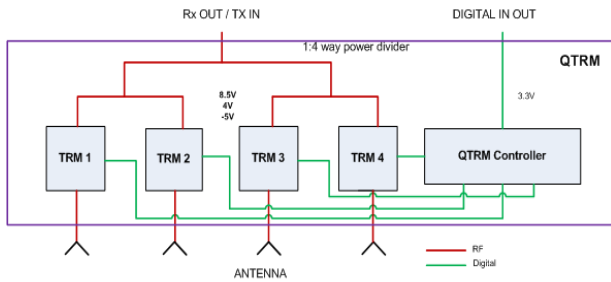 Rx OUT / TX IN
DIGITAL IN OUT
1:4 way power divider
QTRM
8.5V
4V
-5V
3.3V
TRM 1
TRM 2
TRM 3
TRM 4
QTRM Controller
RF
Digital
ANTENNA